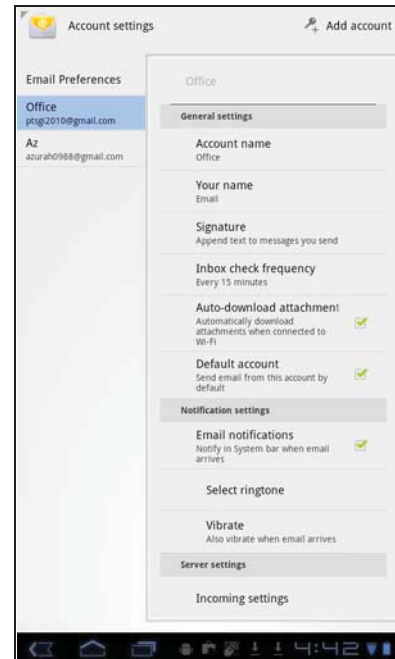 Account settings
Add account
Email Preferences
Office
ptsgi2010@gmail.com
Az
azurah0988@gmail.com
Office
General settings
Account name
Office
Your name
Email
Signature
Append text to messages you send
Inbox check frequency
Every 15 minutes
Auto-download attachment
Automatically download
attachments when connected to
Wi-Fi
Default account
Send email from this account by
default
Notification settings
Email notifications
Notify in System bar when email
arrives
Select ringtone
Vibrate
Also vibrate when email arrives
Server settings
Incoming settings
4:42